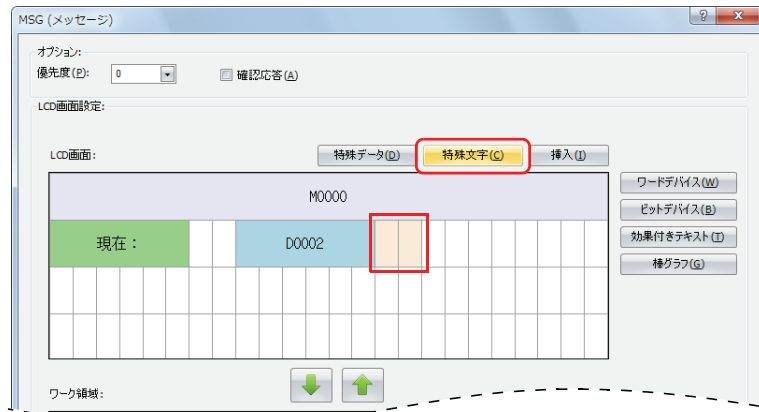 MSG (メッセージ)
オプション:
優先度(P): 0 確認応答(A)
LCD画面設定:
LCD画面: 特殊データ(D) 特殊文字(C) 挿入(I)
M0000
ワードデバイス(W)
ビットデバイス(B)
現在： D0002
効果付きテキスト(T)
棒グラフ(G)
ワーク領域: